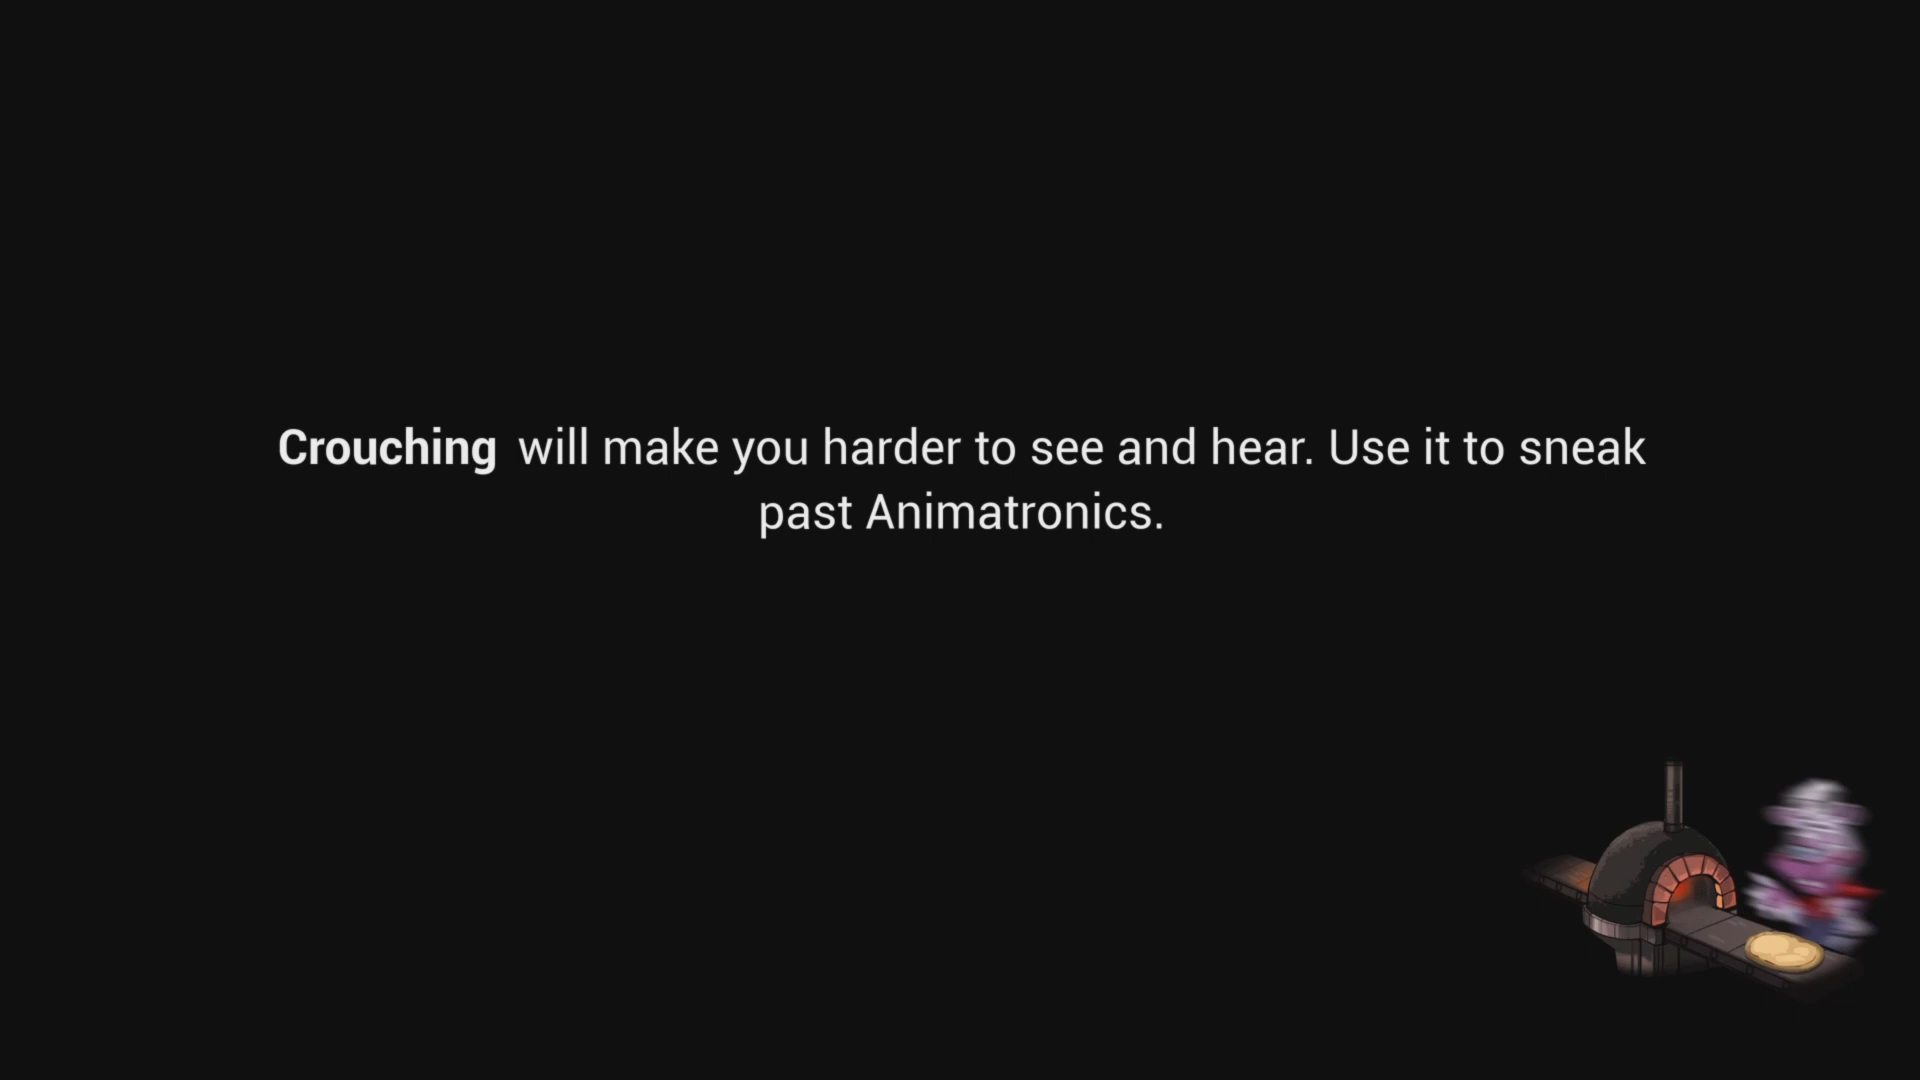 Crouching will make you harder to see and hear. Use it to sneak
past Animatronics.